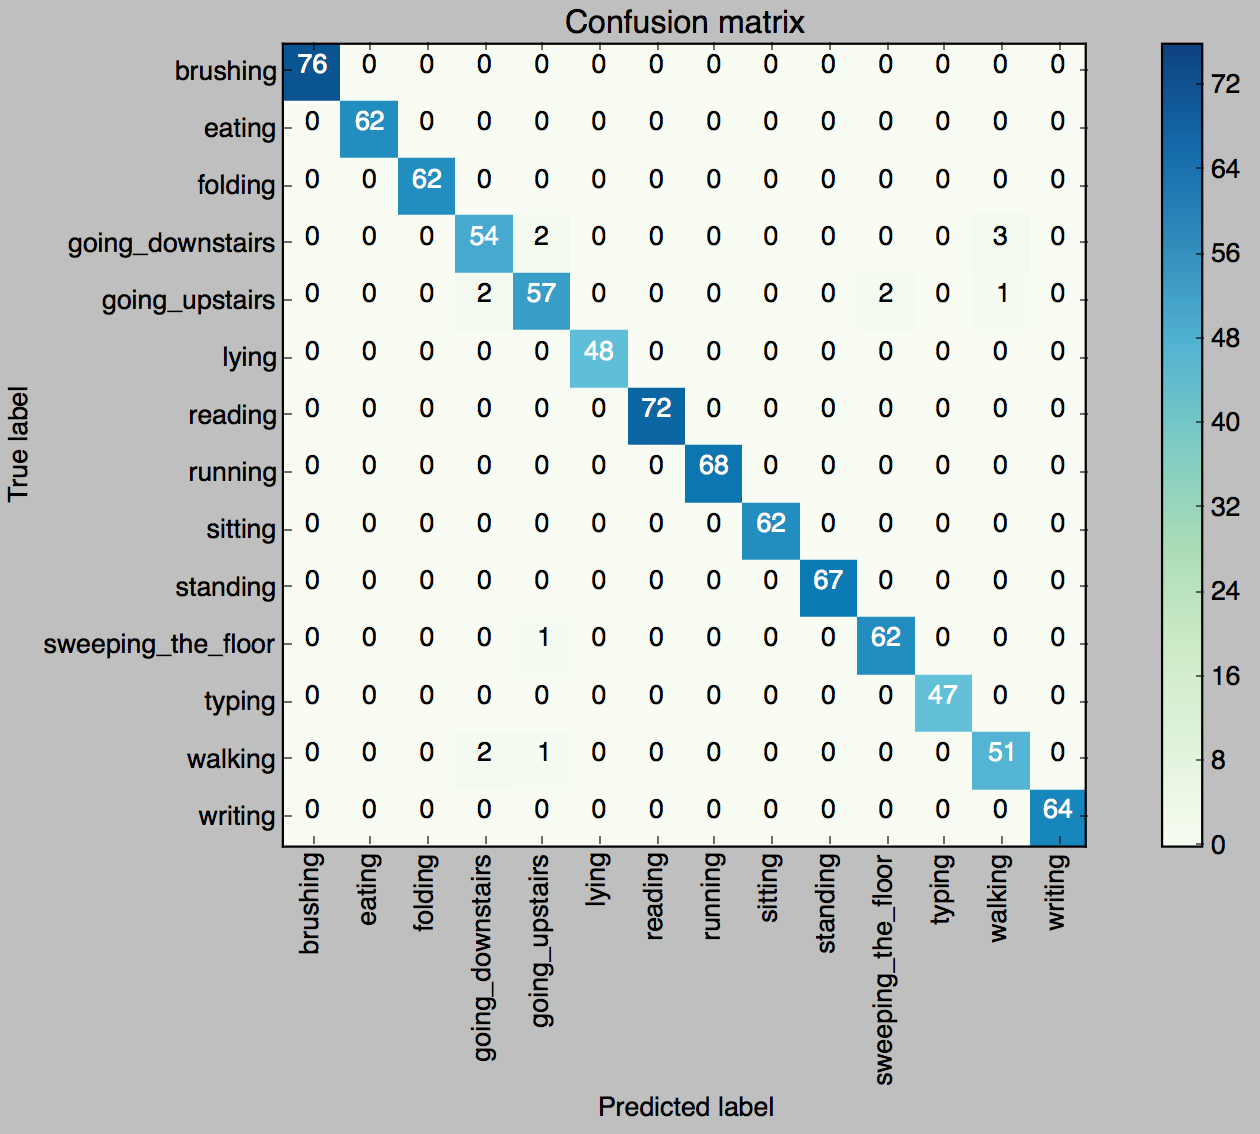 Confusion matrix
brushing 76 0 0 0 0 0 0 0 0 0 0 0 0 0
eating 0 62 0 0 0 0 0 0 0 0 0 0 0 0
folding 0 0 62 0 0 0 0 0 0 0 0 0 0 0
going_downstairs 0 0 0 54 2 0 0 0 0 0 0 0 3 0
going_upstairs 0 0 0 2 57 0 0 0 0 0 2 0 1 0
lying 0 0 0 0 0 48 0 0 0 0 0 0 0 0
reading 0 0 0 0 0 0 72 0 0 0 0 0 0 0
running 0 0 0 0 0 0 0 68 0 0 0 0 0 0
sitting 0 0 0 0 0 0 0 0 62 0 0 0 0 0
standing 0 0 0 0 0 0 0 0 0 67 0 0 0 0
sweeping_the_floor 0 0 0 0 1 0 0 0 0 0 62 0 0 0
typing 0 0 0 0 0 0 0 0 0 0 0 47 0 0
walking 0 0 0 2 1 0 0 0 0 0 0 0 51 0
writing 0 0 0 0 0 0 0 0 0 0 0 0 0 64
True label
brushing
eating
folding
going_downstairs
going_upstairs
lying
reading
running
sitting
standing
sweeping_the_floor
typing
walking
writing
Predicted label
72
64
56
48
40
32
24
16
8
0